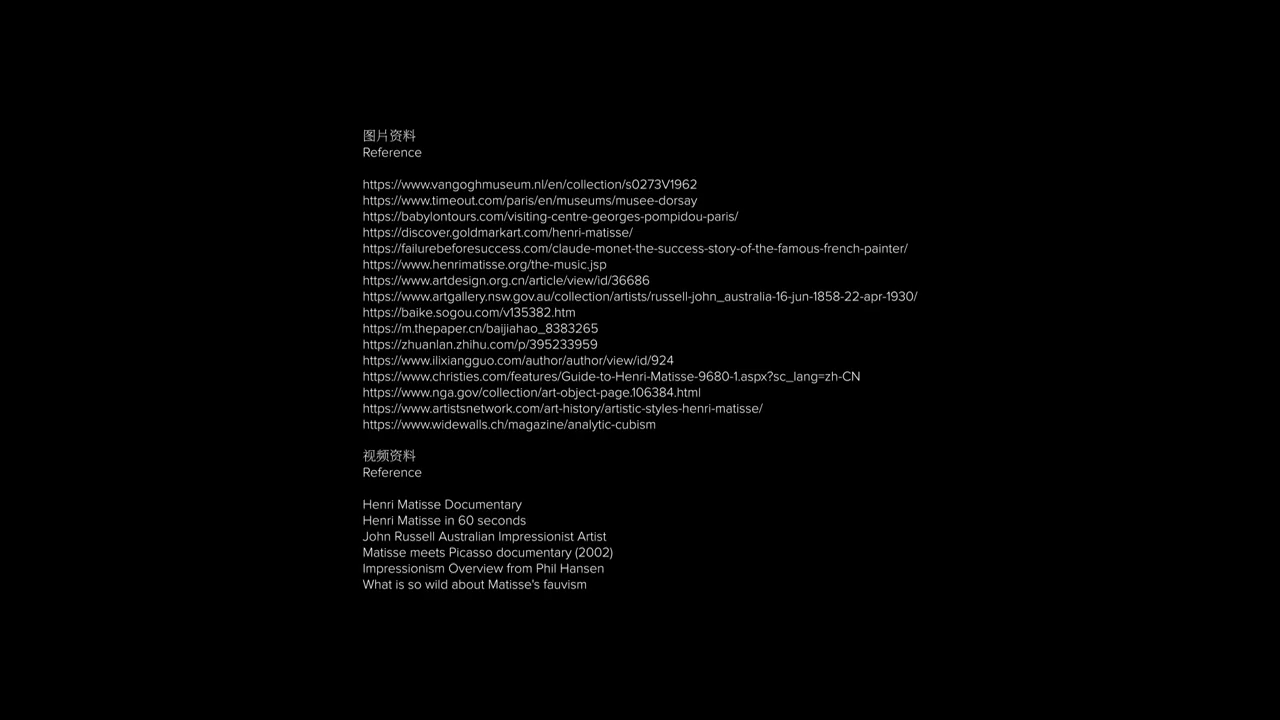 图片资料
Reference
https://www.vangoghmuseum.nl/en/collection/s0273V1962
https://www.timeout.com/paris/en/museums/musee-dorsay
https://babylontours.com/visiting-centre-georges-pompidou-paris/
https://discover.goldmarkart.com/henri-matisse/
https://failurebeforesuccess.com/claude-monet-the-success-story-of-the-famous-french-painter/
https://www.henrimatisse.org/the-music.jsp
https://www.artdesign.org.cn/article/view/id/36686
https://www.artgallery.nsw.gov.au/collection/artists/russell-john_australia-16-jun-1858-22-apr-1930/
https://baike.sogou.com/v135382.htm
https://m.thepaper.cn/baijiahao_8383265
https://zhuanlan.zhihu.com/p/395233959
https://www.ilixiangguo.com/author/author/view/id/924
https://www.christies.com/features/Guide-to-Henri-Matisse-9680-1.aspx?sc_lang=zh-CN
https://www.nga.gov/collection/art-object-page.106384.html
https://www.artistsnetwork.com/art-history/artistic-styles-henri-matisse/
https://www.widewalls.ch/magazine/analytic-cubism
视频资料
Reference
Henri Matisse Documentary
Henri Matisse in 60 seconds
John Russell Australian Impressionist Artist
Matisse meets Picasso documentary (2002)
Impressionism Overview from Phil Hansen
What is so wild about Matisse's fauvism